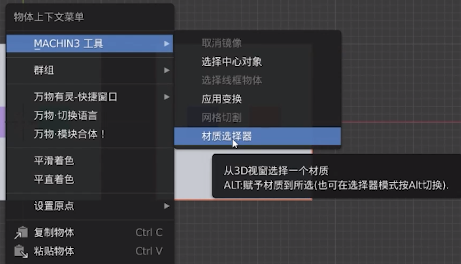 物体上下文菜单
MACHIN3 工具
群组
万物有灵-快捷窗口
万物·切换语言
万物·模块合体！
平滑着色
平直着色
设置原点
复制物体 Ctrl C
粘贴物体 Ctrl V
取消镜像
选择中心对象
选择线框物体
应用变换
网格切割
材质选择器
从3D视窗选择一个材质
ALT:赋予材质到所选(也可在选择器模式按Alt切换).